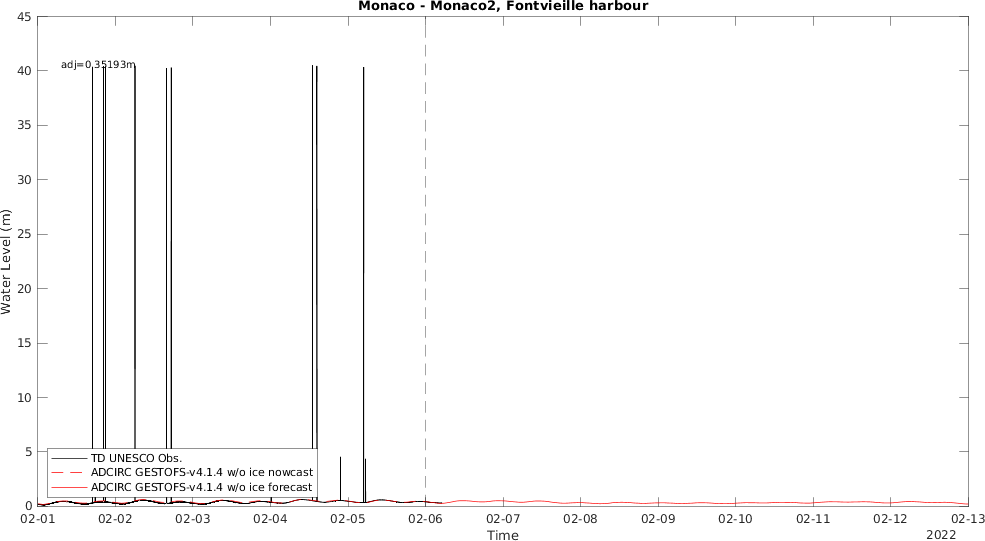 Monaco - Monaco2, Fontvieille harbour
45
40
35
30
25
20
15
10
5
0
Water Level (m)
adj=0.35193m
TD UNESCO Obs.
ADCIRC GESTOFS-v4.1.4 w/o ice nowcast
ADCIRC GESTOFS-v4.1.4 w/o ice forecast
02-01 02-02 02-03 02-04 02-05 02-06 02-07 02-08 02-09 02-10 02-11 02-12 02-13
Time
2022